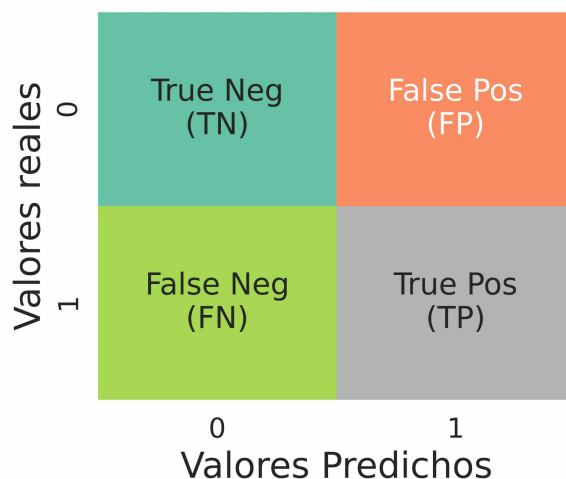 Valores reales
0
True Neg
(TN)
False Pos
(FP)
1
False Neg
(FN)
True Pos
(TP)
0
1
Valores Predichos